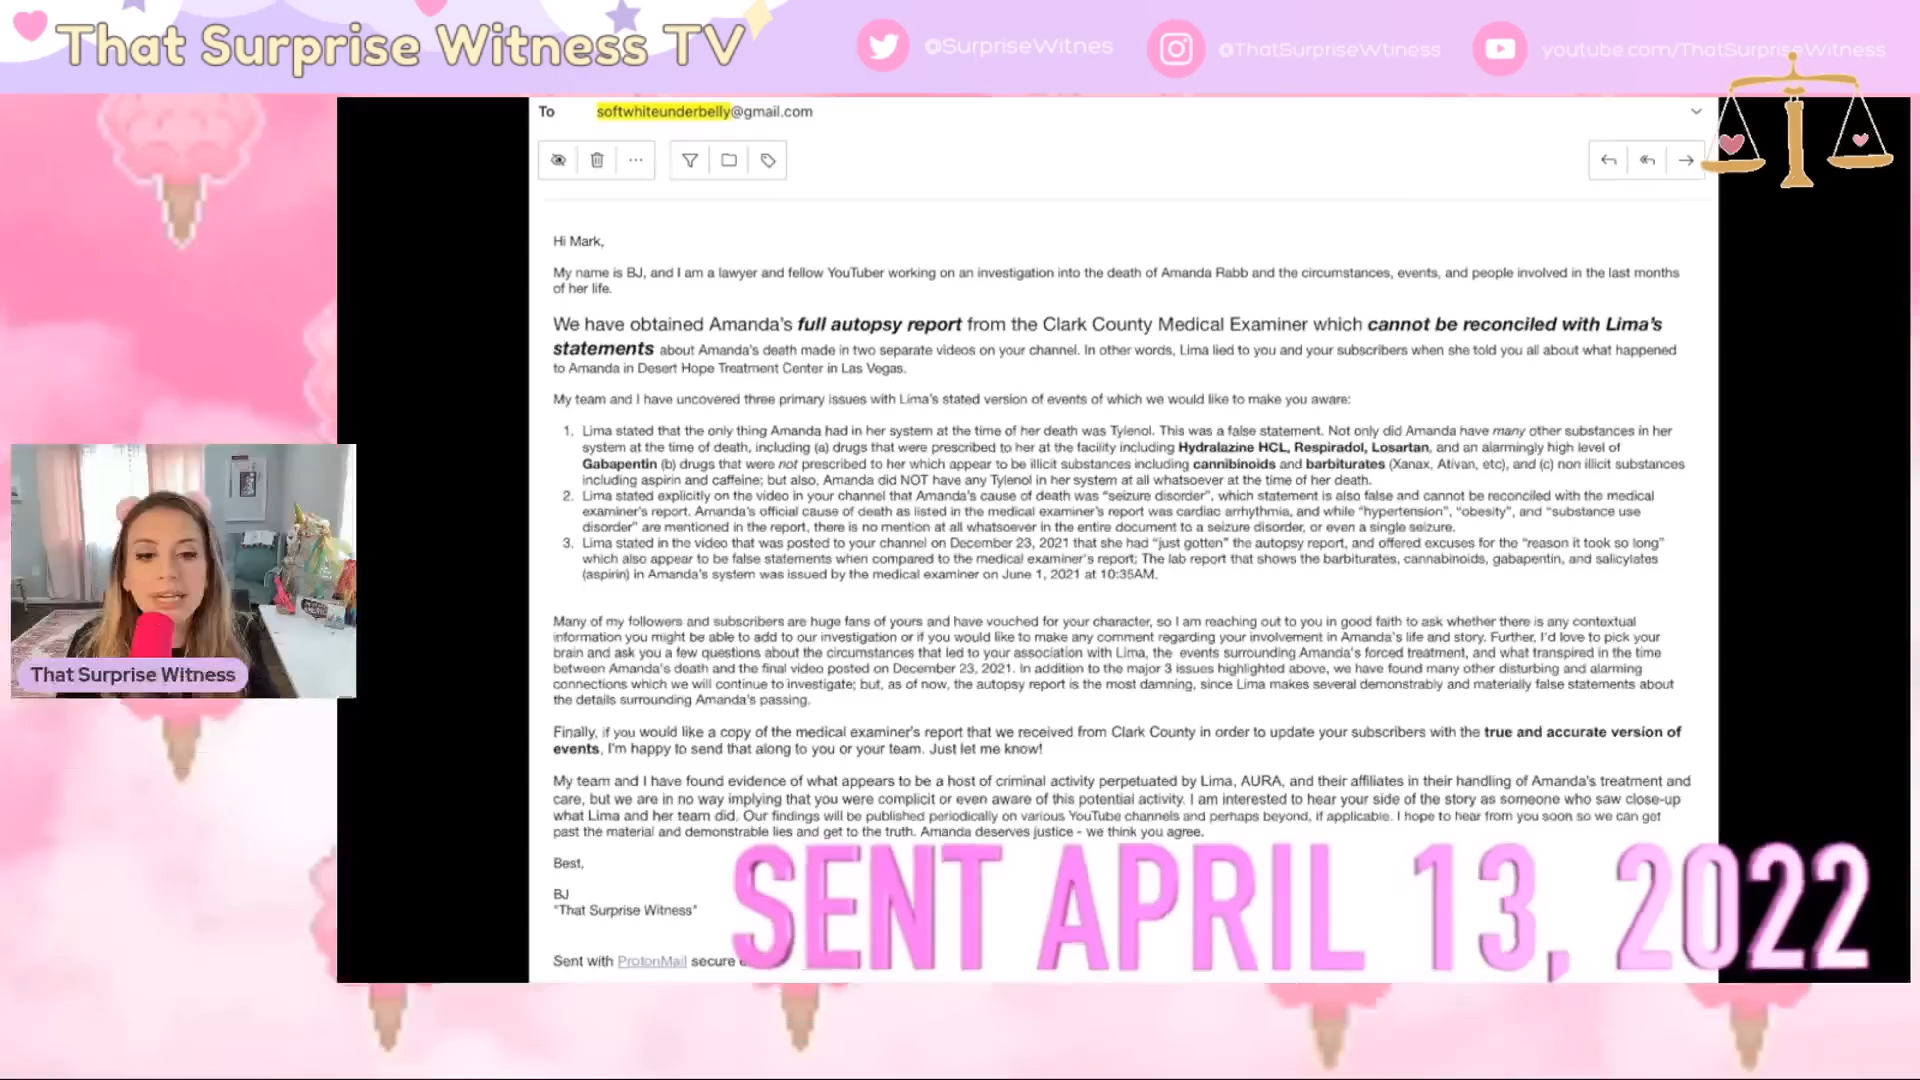 That Surprise Witness TV
@SurpriseWitnes
@ThatSurpriseWtiness
youtube.com/ThatSurpriseWitness
To softwhiteunderbelly@gmail.com
Hi Mark,
My name is BJ, and I am a lawyer and fellow YouTuber working on an investigation into the death of Amanda Rabb and the circumstances, events, and people involved in the last months
of her life.
We have obtained Amanda's full autopsy report from the Clark County Medical Examiner which cannot be reconciled with Lima's
statements about Amanda's death made in two separate videos on your channel. In other words, Lima lied to you and your subscribers when she told you all about what happened
to Amanda in Desert Hope Treatment Center in Las Vegas.
My team and I have uncovered three primary issues with Lima's stated version of events of which we would like to make you aware:
1. Lima stated that the only thing Amanda had in her system at the time of her death was Tylenol. This was a false statement. Not only did Amanda have many other substances in her
system at the time of death, including (a) drugs that were prescribed to her at the facility including Hydralazine HCL, Respiradol, Losartan, and an alarmingly high level of
Gabapentin (b) drugs that were not prescribed to her which appear to be illicit substances including cannibinoids and barbiturates (Xanax, Ativan, etc), and (c) non illicit substances
including aspirin and caffeine; but also, Amanda did NOT have any Tylenol in her system at all whatsoever at the time of her death.
2. Lima stated explicitly on the video in your channel that Amanda's cause of death was "seizure disorder", which statement is also false and cannot be reconciled with the medical
examiner's report. Amanda's official cause of death as listed in the medical examiner's report was cardiac arrhythmia, and while "hypertension", "obesity", and "substance use
disorder" are mentioned in the report, there is no mention at all whatsoever in the entire document to a seizure disorder, or even a single seizure.
3. Lima stated in the video that was posted to your channel on December 23, 2021 that she had "just gotten" the autopsy report, and offered excuses for the "reason it took so long"
which also appear to be false statements when compared to the medical examiner's report; The lab report that shows the barbiturates, cannabinoids, gabapentin, and salicylates
(aspirin) in Amanda's system was issued by the medical examiner on June 1, 2021 at 10:35AM.
Many of my followers and subscribers are huge fans of yours and have vouched for your character, so I am reaching out to you in good faith to ask whether there is any contextual
information you might be able to add to our investigation or if you would like to make any comment regarding your involvement in Amanda's life and story. Further, I'd love to pick your
brain and ask you a few questions about the circumstances that led to your association with Lima, the events surrounding Amanda's forced treatment, and what transpired in the time
between Amanda's death and the final video posted on December 23, 2021. In addition to the major 3 issues highlighted above, we have found many other disturbing and alarming
connections which we will continue to investigate; but, as of now, the autopsy report is the most damning, since Lima makes several demonstrably and materially false statements about
the details surrounding Amanda's passing.
Finally, if you would like a copy of the medical examiner's report that we received from Clark County in order to update your subscribers with the true and accurate version of
events, I'm happy to send that along to you or your team. Just let me know!
My team and I have found evidence of what appears to be a host of criminal activity perpetuated by Lima, AURA, and their affiliates in their handling of Amanda's treatment and
care, but we are in no way implying that you were complicit or even aware of this potential activity. I am interested to hear your side of the story as someone who saw close-up
what Lima and her team did. Our findings will be published periodically on various YouTube channels and perhaps beyond, if applicable. I hope to hear from you soon so we can get
past the material and demonstrable lies and get to the truth. Amanda deserves justice - we think you agree.
Best,
BJ
"That Surprise Witness"
Sent with ProtonMail secure
SENT APRIL 13, 2022
That Surprise Witness